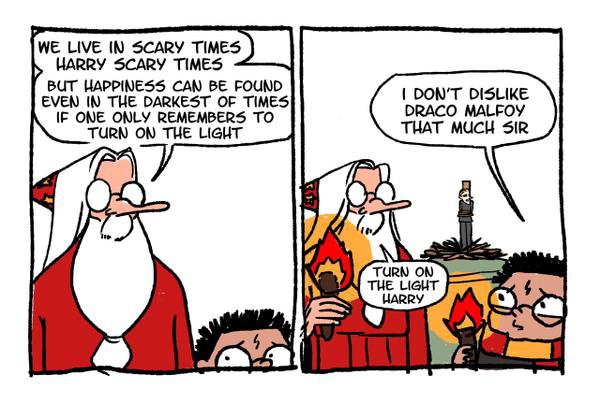 WE LIVE IN SCARY TIMES
HARRY SCARY TIMES
BUT HAPPINESS CAN BE FOUND
EVEN IN THE DARKEST OF TIMES
IF ONE ONLY REMEMBERS TO
TURN ON THE LIGHT
I DON'T DISLIKE
DRACO MALFOY
THAT MUCH SIR
TURN ON
THE LIGHT
HARRY